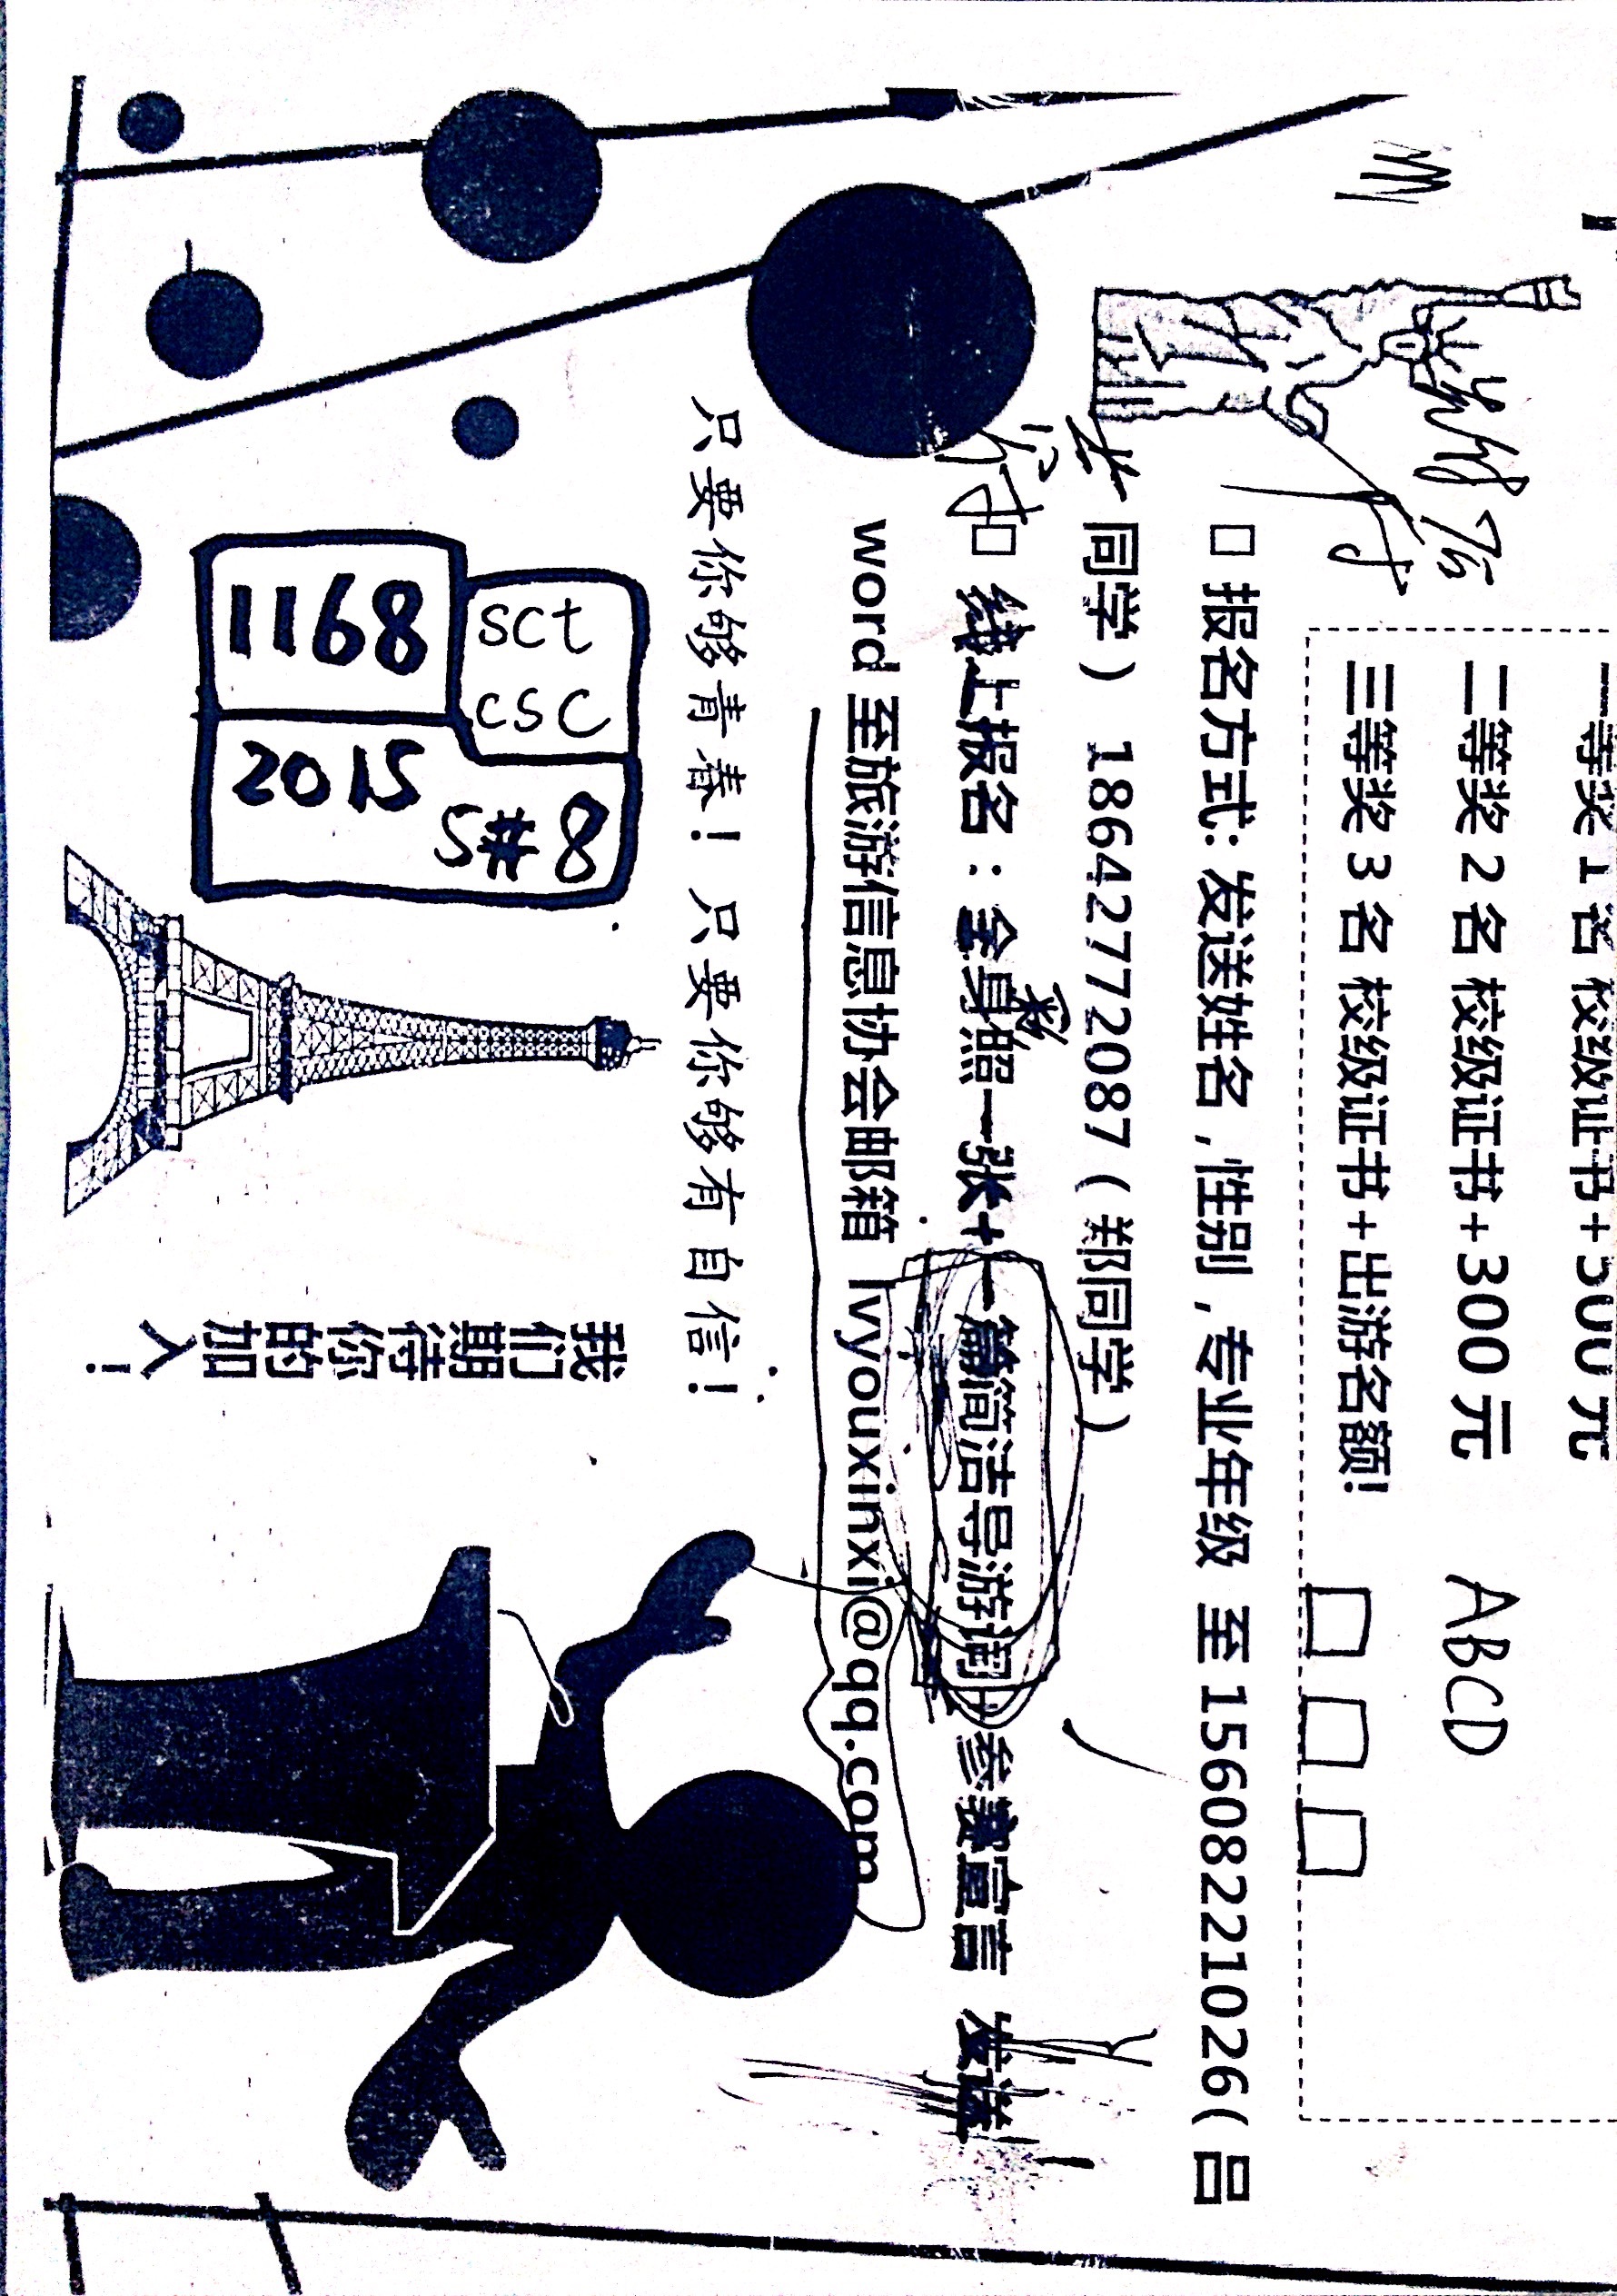 一等奖 1 名 校级证书+500 元
二等奖 2 名 校级证书+300 元
三等奖 3 名 校级证书+出游名额!
ABCD
报名方式: 发送姓名,性别,专业年级 至 15608221026(吕
同学) 18642772087(郑同学)
线上报名:全身照一张+一篇简洁导游词 参赛宣言 发送
彩
word 至旅游信息协会邮箱 lvyouxinxi@qq.com
只要你够青春!只要你够有自信!
sct
csc
1168
2015
S#8
我们期待你的加入!